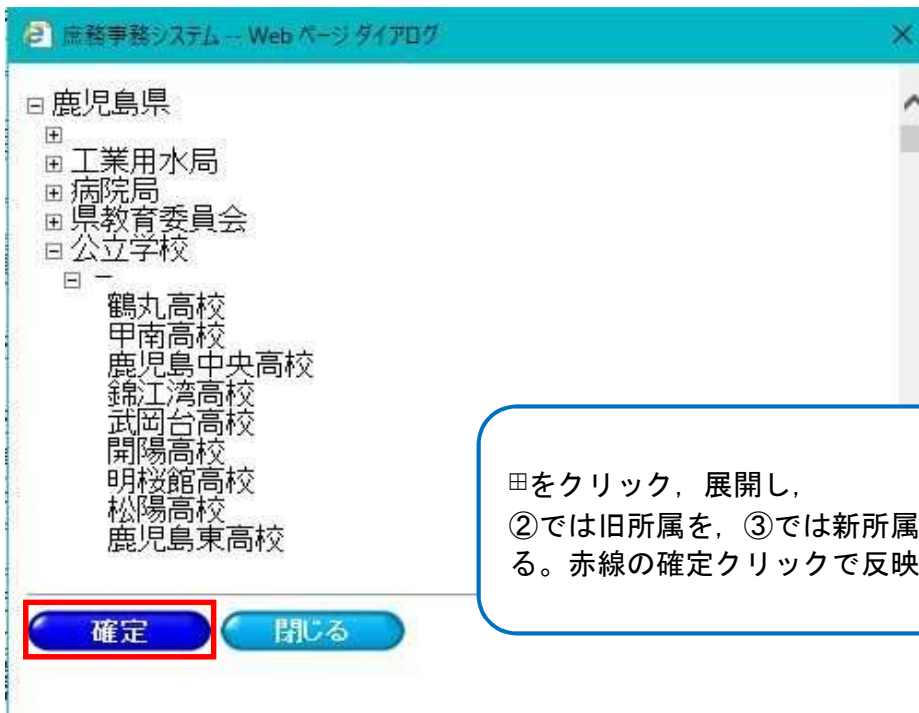 庶務事務システム -- Web ページ ダイアログ
鹿児島県
工業用水局
病院局
県教育委員会
公立学校
ー
鶴丸高校
甲南高校
鹿児島中央高校
錦江湾高校
武岡台高校
開陽高校
明桜館高校
松陽高校
鹿児島東高校
⊞をクリック，展開し，
②では旧所属を，③では新所属
る。赤線の確定クリックで反映
確定 閉じる